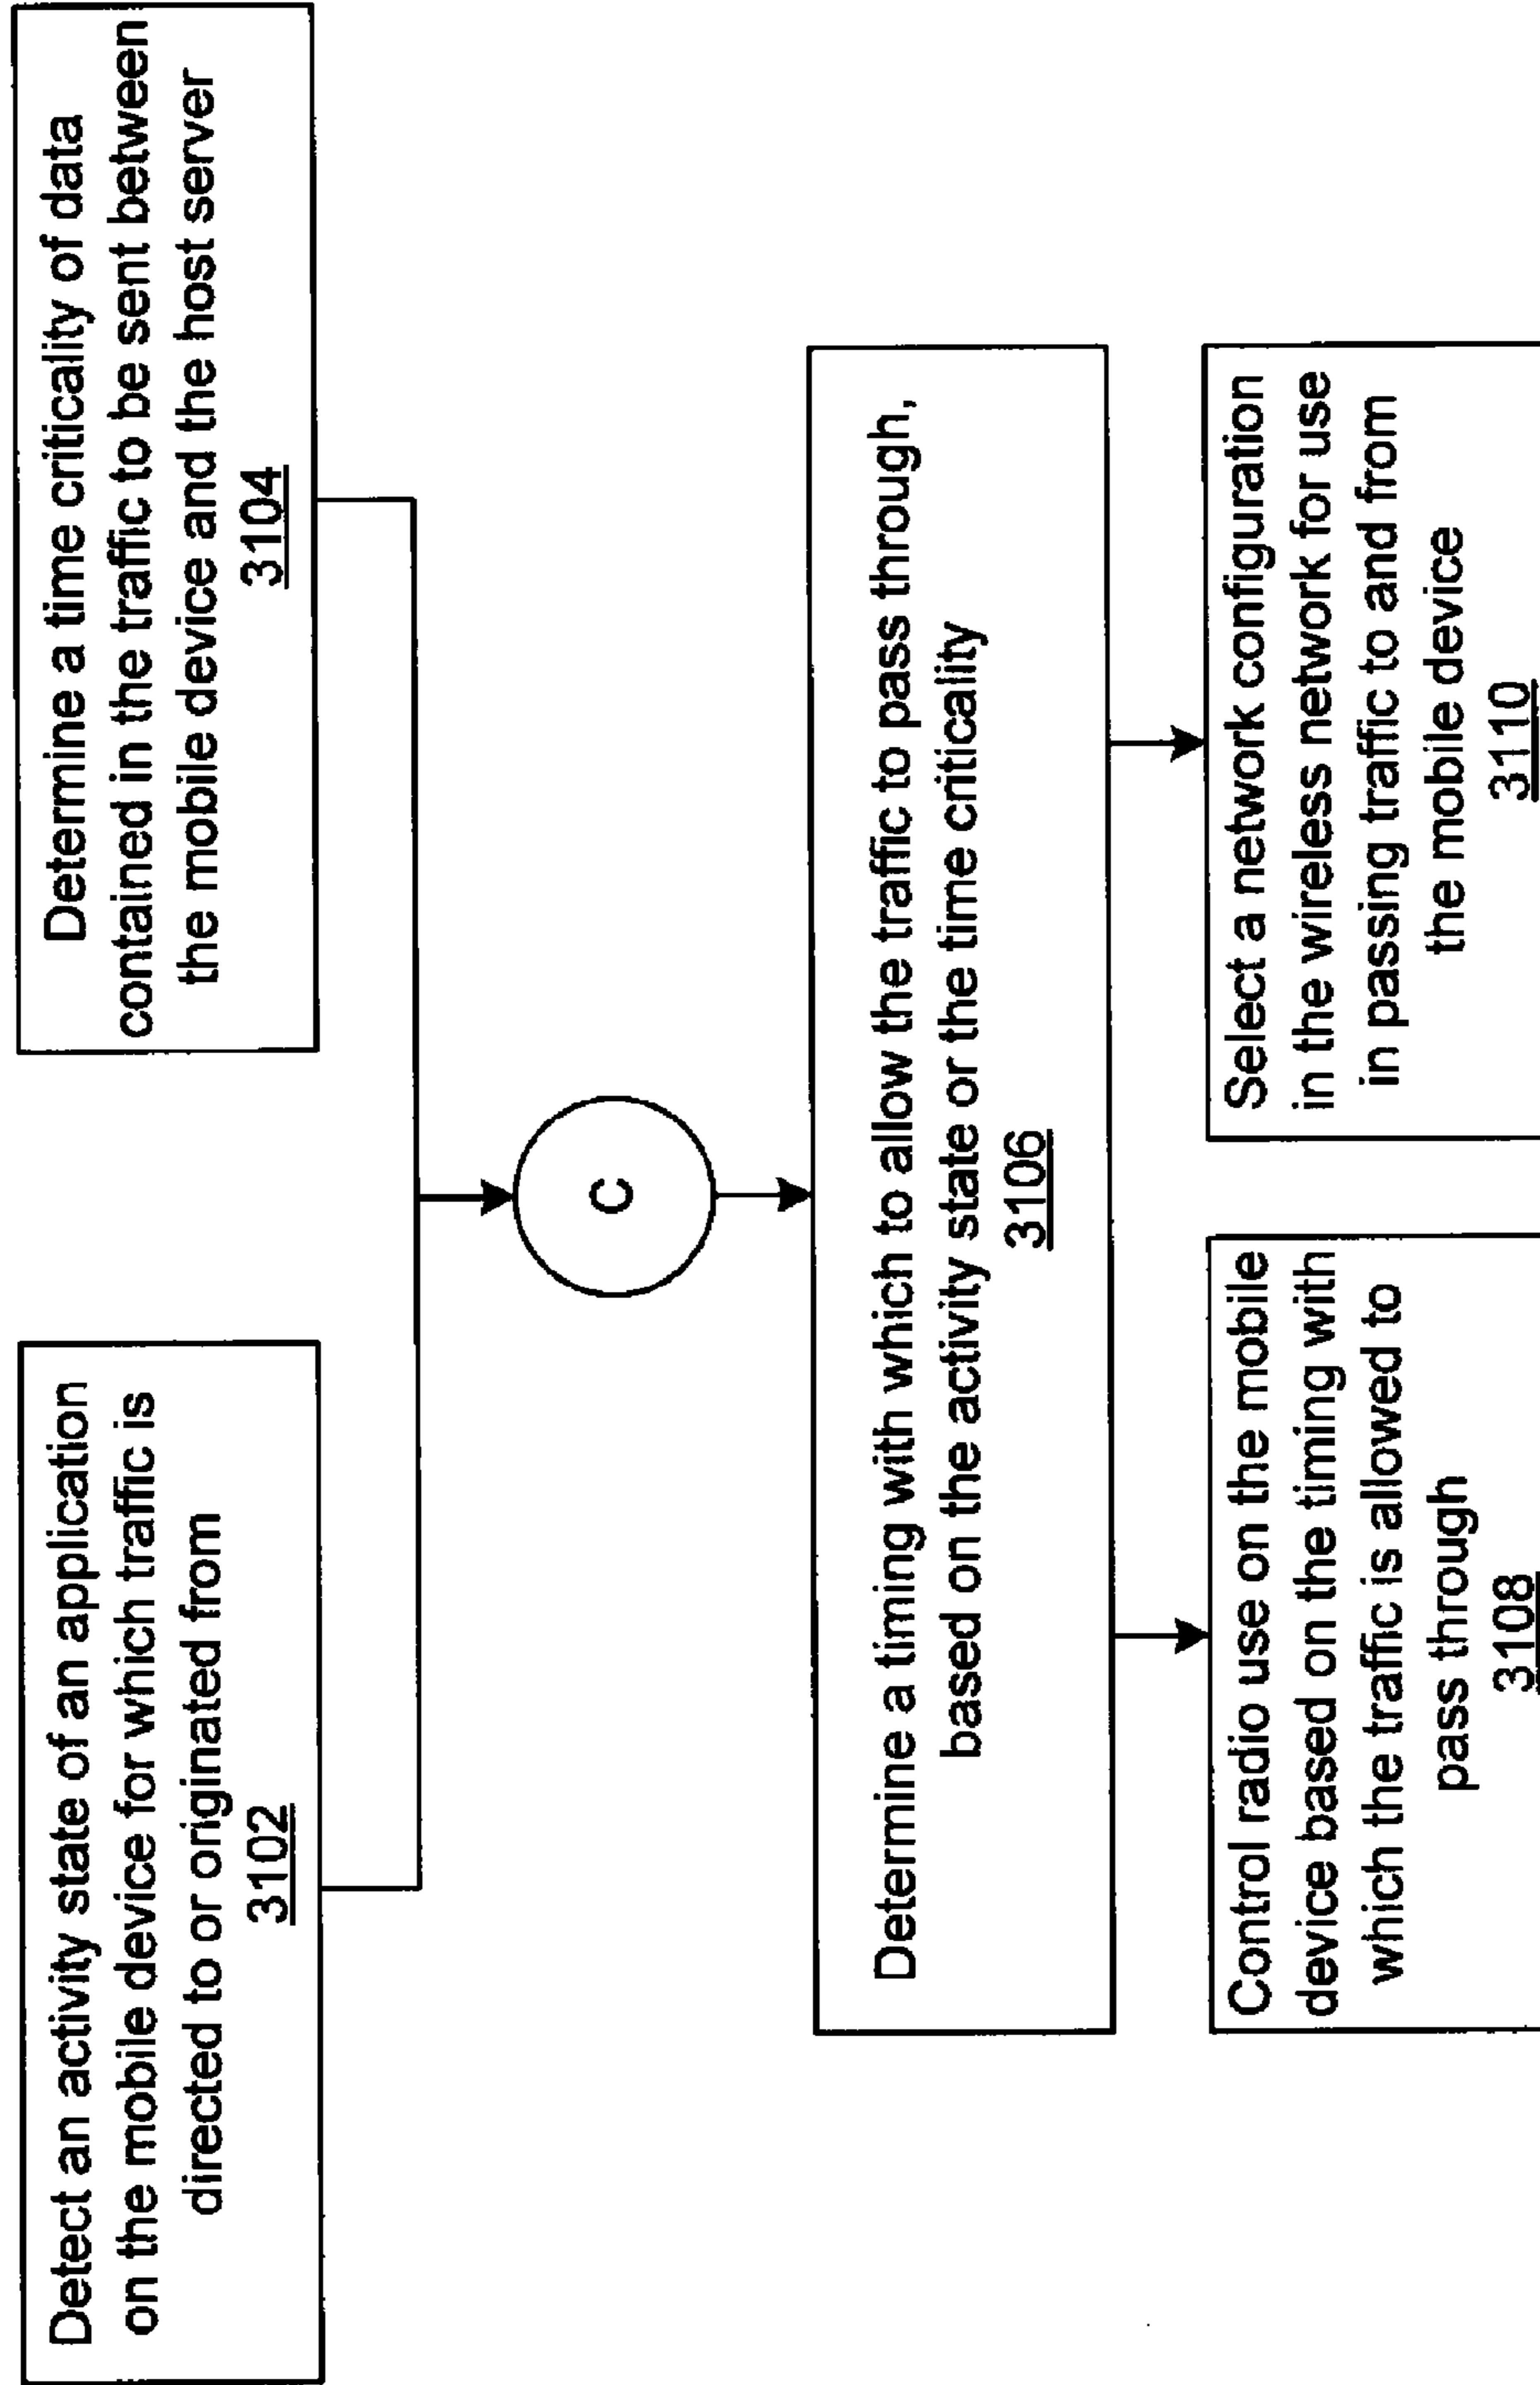 Detect an activity state of an application
on the mobile device for which traffic is
directed to or originated from
3102
Determine a time criticality of data
contained in the traffic to be sent between
the mobile device and the host server
3104
C
Determine a timing with which to allow the traffic to pass through,
based on the activity state or the time criticality
3106
Control radio use on the mobile
device based on the timing with
which the traffic is allowed to
pass through
3108
Select a network configuration
in the wireless network for use
in passing traffic to and from
the mobile device
3110